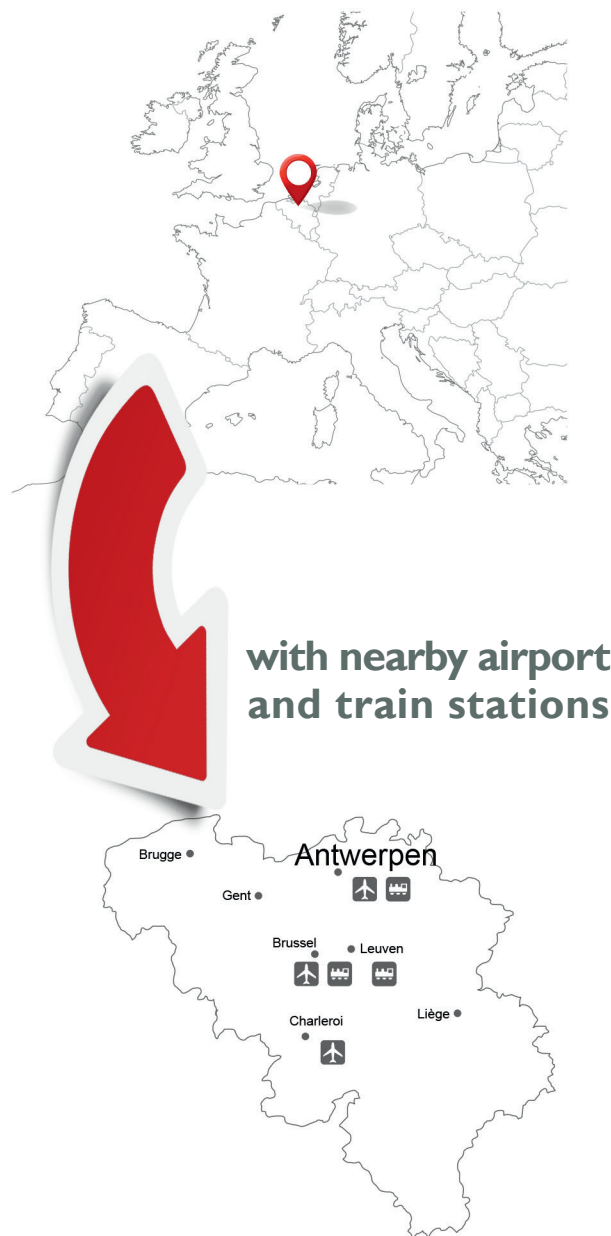 with nearby airport
and train stations
Antwerpen
Brugge
Gent
Brussel
Leuven
Charleroi
Liège